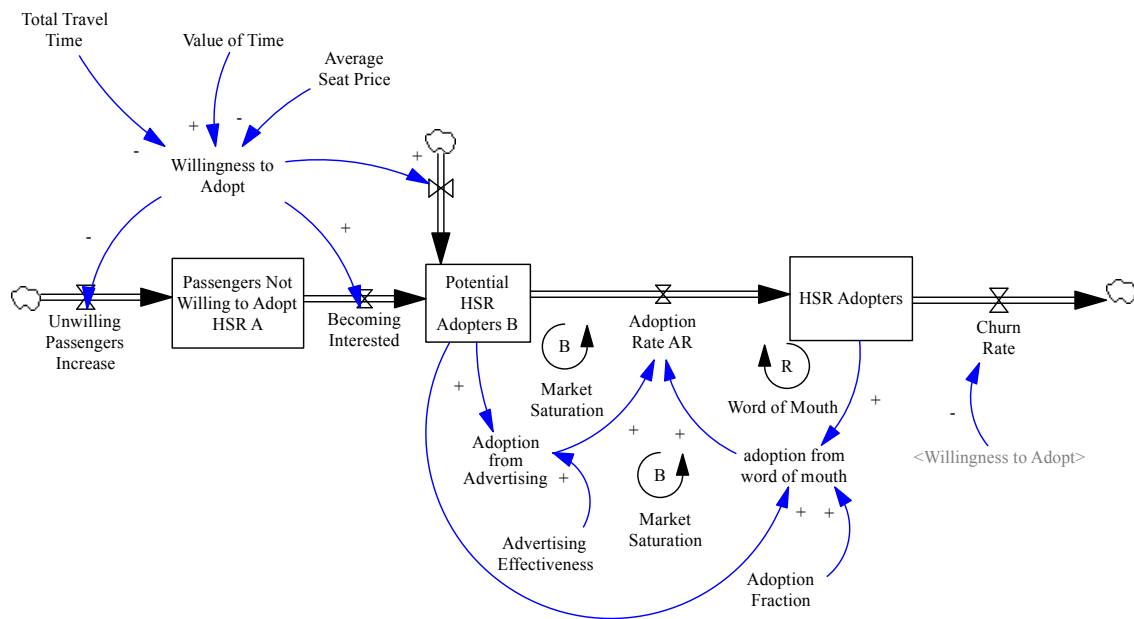 Total Travel
Time
Value of Time
Average
Seat Price
+
-
-
+
Willingness to
Adopt
-
+
Passengers Not
Willing to Adopt
HSR A
Potential
HSR
Adopters B
HSR Adopters
Unwilling
Passengers
Increase
Becoming
Interested
Adoption
Rate AR
Churn
Rate
B
Market
Saturation
R
Word of Mouth
+
+
-
+
+
Adoption
from
Advertising
+
B
Market
Saturation
adoption from
word of mouth
<Willingness to Adopt>
+
+
Advertising
Effectiveness
Adoption
Fraction